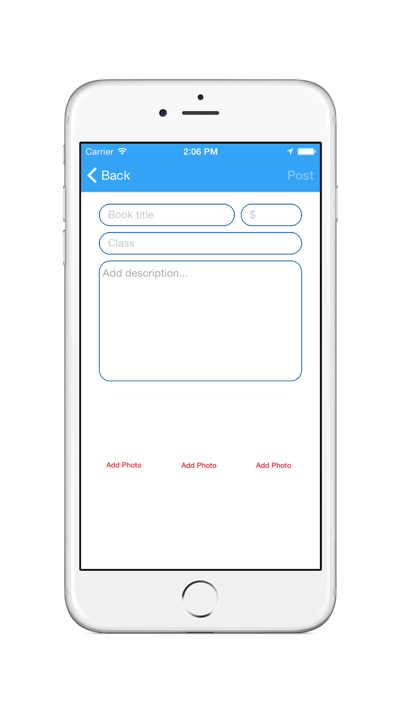 Carrier 2:06 PM
Back Post
Book title $
Class
Add description...
Add Photo Add Photo Add Photo